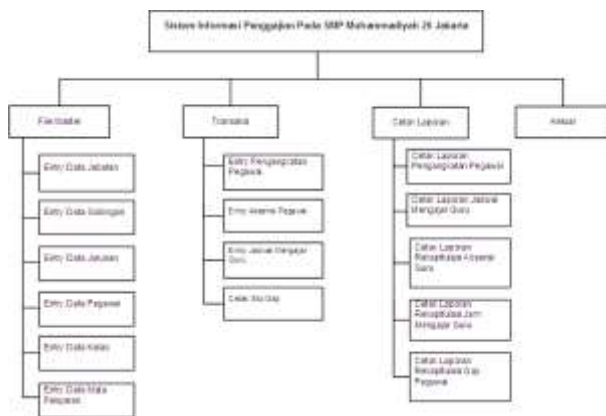 Sistem Informasi Penggajian Pada SMP Muhammadiyah 26 Jakarta
File Master
Transaksi
Cetak Laporan
Keluar
Entry Data Jabatan
Entry Data Golongan
Entry Data Jurusan
Entry Data Pegawai
Entry Data Kelas
Entry Data Mata
Pelajaran
Entry Pengangkatan
Pegawai
Entry Absensi Pegawai
Entry Jadwal Mengajar
Guru
Cetak Slip Gaji
Cetak Laporan
Pengangkatan Pegawai
Cetak Laporan Jadwal
Mengajar Guru
Cetak Laporan
Rekapitulasi Absensi
Guru
Cetak Laporan
Rekapitulasi Jam
Mengajar Guru
Cetak Laporan
Rekapitulasi Gaji
Pegawai